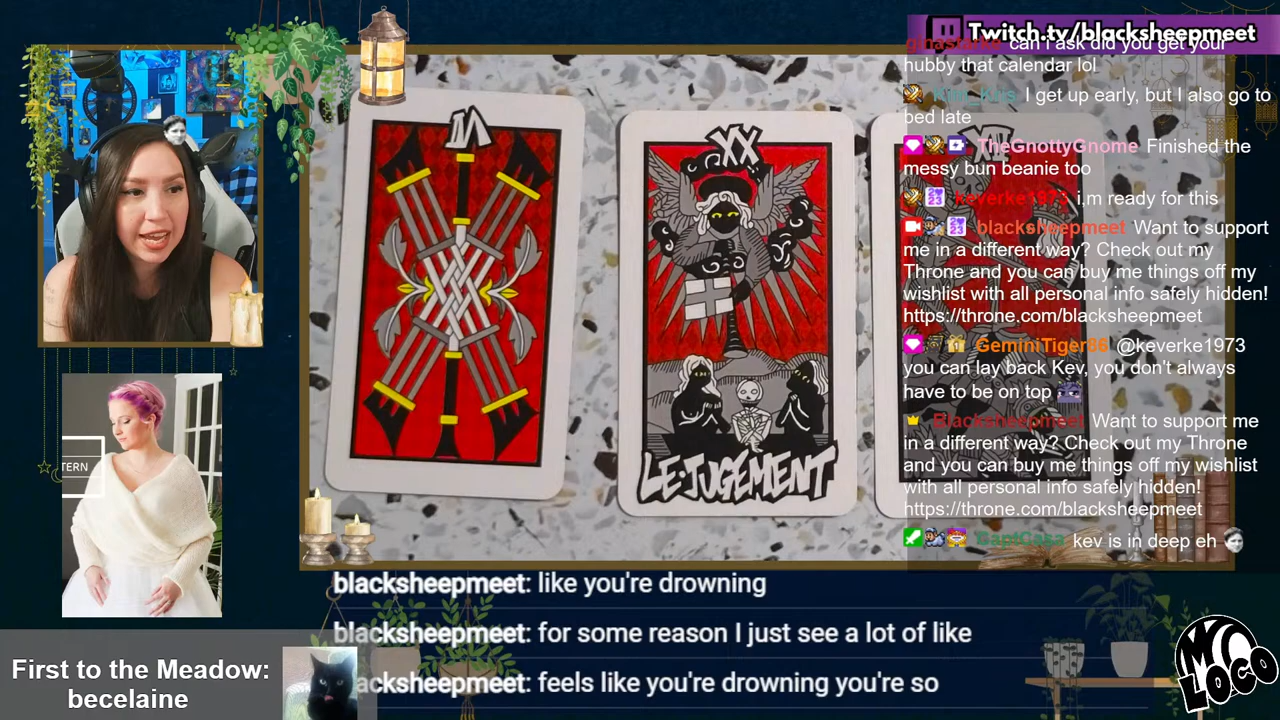 Twitch.tv/blacksheepmeet
can I ask did you get your
hubby that calendar lol
I get up early, but I also go to
bed late
TheGnottyGnome Finished the
messy bun beanie too
keverke1973 i,m ready for this
blacksheepmeet Want to support
me in a different way? Check out my
Throne and you can buy me things off my
wishlist with all personal info safely hidden!
https://throne.com/blacksheepmeet
GeminiTiger86 @keverke1973
you can lay back Kev, you don't always
have to be on top
Blacksheepmeet Want to support me
in a different way? Check out my Throne
and you can buy me things off my wishlist
with all personal info safely hidden!
https://throne.com/blacksheepmeet
GantCasa kev is in deep eh
VI
XX
LE·JUGEMENT
TERN
blacksheepmeet: like you're drowning
blacksheepmeet: for some reason I just see a lot of like
acksheepmeet: feels like you're drowning you're so
First to the Meadow:
becelaine
MC
LOCO